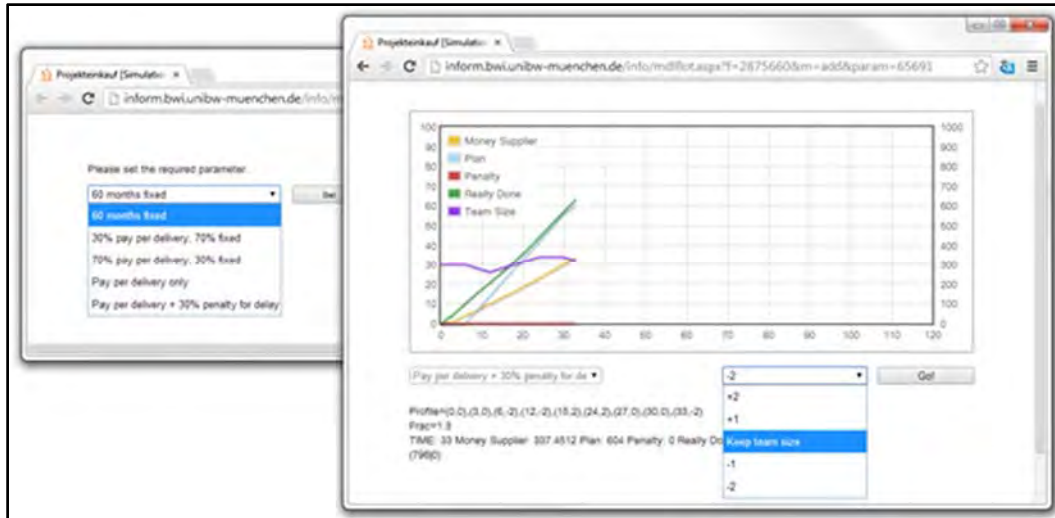 Projekteinkauf [Simulatio
inform.bwi.unibw-muenchen.de/info/m
Please set the required parameter.
60 months fixed
60 months fixed
30% pay per delivery, 70% fixed
70% pay per delivery, 30% fixed
Pay per delivery only
Pay per delivery + 30% penalty for delay
Projekteinkauf [Simulatio
inform.bwi.unibw-muenchen.de/info/mdlflot.aspx?f=2875660&m=add&param=65691
100 1000
90 900
80 800
70 700
60 600
50 500
40 400
30 300
20 200
10 100
0 0
Money Supplier
Plan
Penalty
Really Done
Team Size
0 10 20 30 40 50 60 70 80 90 100 110 120
Pay per delivery + 30% penalty for de
-2
Go!
+2
+1
Keep team size
-1
-2
Profile=(0,0),(3,0),(6,-2),(12,-2),(15,2),(24,2),(27,0),(30,0),(33,-2)
TIME: 33 Money Supplier: Plan: 604 Penalty: 0 Really Do